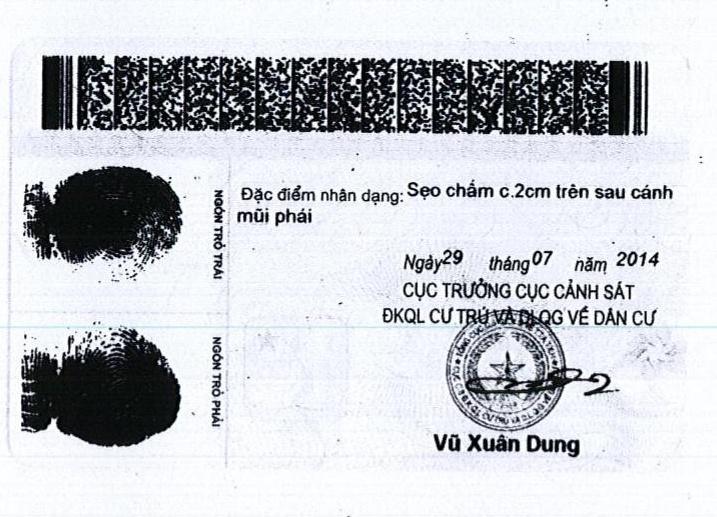 NGÓN TRỎ TRÁI
NGÓN TRỎ PHẢI
Đặc điểm nhân dạng: Sẹo chấm c.2cm trên sau cánh
mũi phái
Ngày 29 tháng 07 năm 2014
CỤC TRƯỞNG CỤC CẢNH SÁT
ĐKQL CƯ TRÚ VÀ DLQG VỀ DÂN CƯ
Vũ Xuân Dung